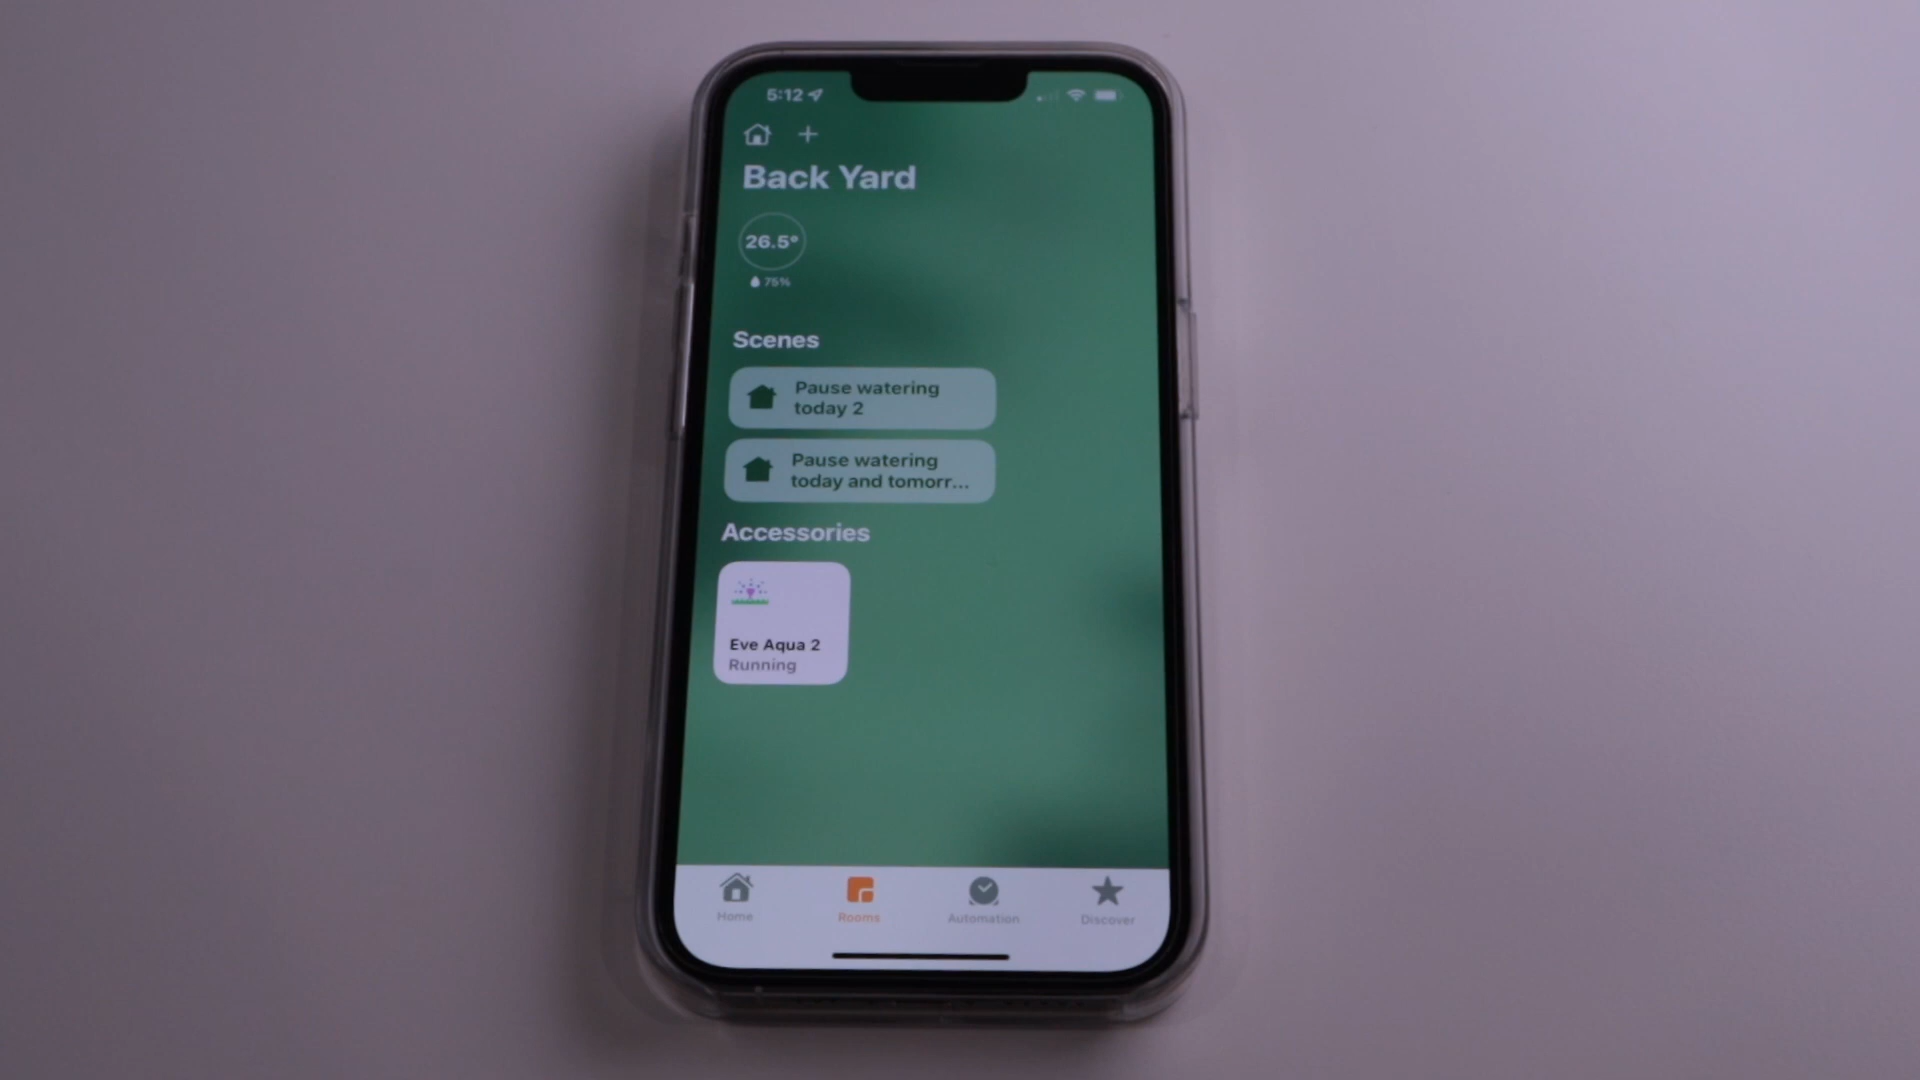 5:12
Back Yard
26.5°
75%
Scenes
Pause watering
today 2
Pause watering
today and tomorr...
Accessories
Eve Aqua 2
Running
Home
Rooms
Automation
Discover